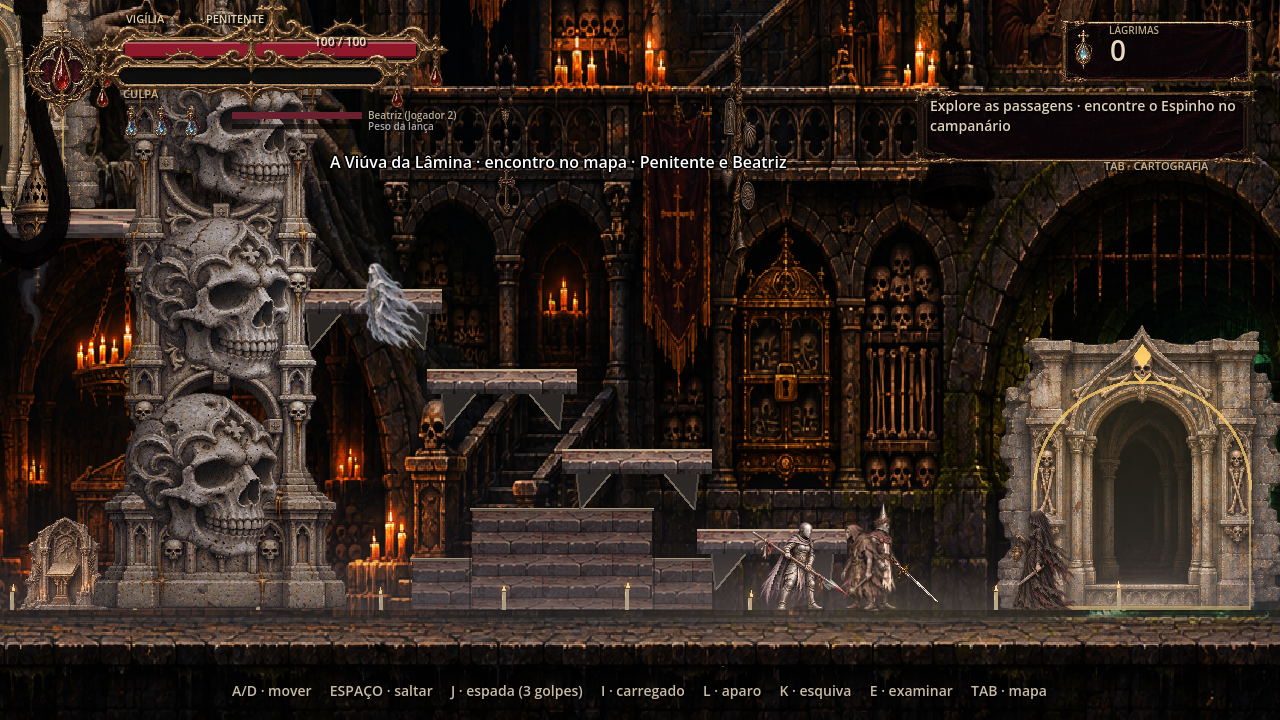 VIGÍLIA PENITENTE
100 / 100
CULPA
Beatriz (Jogador 2)
Peso da lança
LÁGRIMAS
0
Explore as passagens · encontre o Espinho no
campanário
TAB · CARTOGRAFIA
A Viúva da Lâmina · encontro no mapa · Penitente e Beatriz
A/D · mover ESPAÇO · saltar J · espada (3 golpes) I · carregado L · aparo K · esquiva E · examinar TAB · mapa